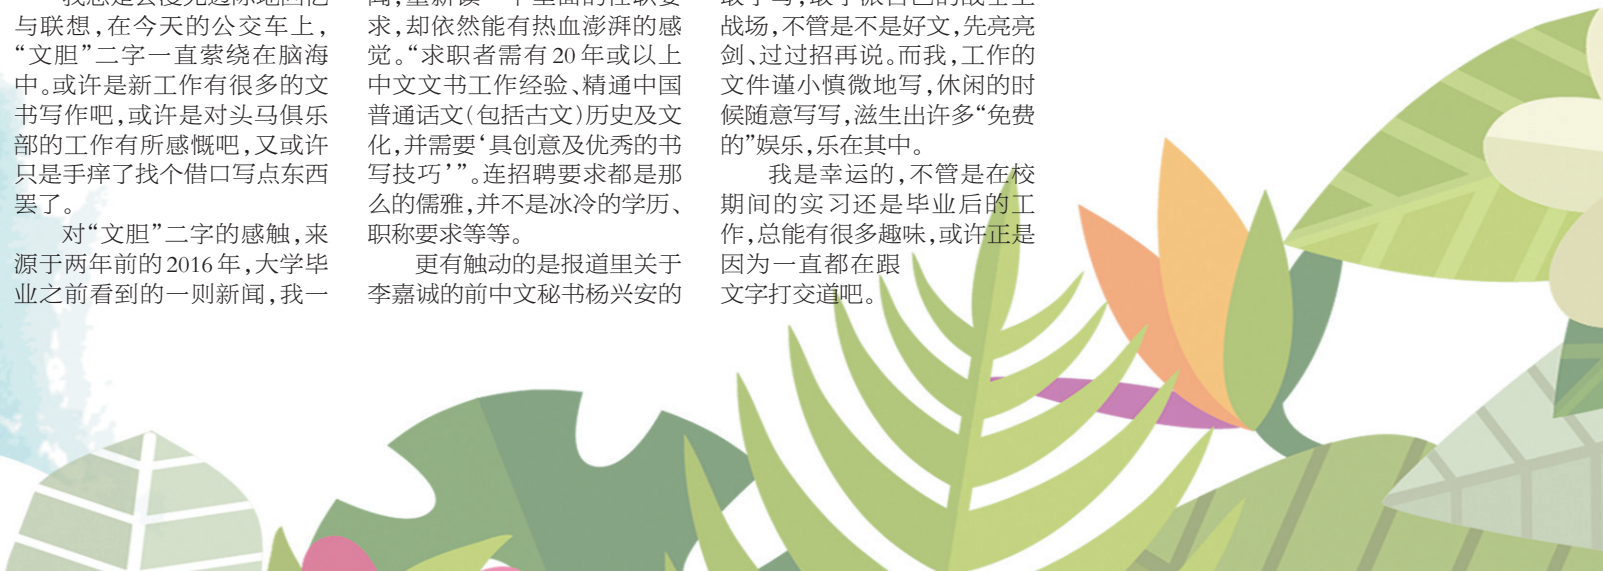 与联想,在今天的公交车上,
“文胆”二字一直萦绕在脑海
中。或许是新工作有很多的文
书写作吧,或许是对头马俱乐
部的工作有所感慨吧,又或许
只是手痒了找个借口写点东西
罢了。
对“文胆”二字的感触,来
源于两年前的2016年,大学毕
业之前看到的一则新闻,我一
求,却依然能有热血澎湃的感
觉。“求职者需有20年或以上
中文文书工作经验、精通中国
普通话文(包括古文)历史及文
化,并需要‘具创意及优秀的书
写技巧’”。连招聘要求都是那
么的儒雅,并不是冰冷的学历、
职称要求等等。
更有触动的是报道里关于
李嘉诚的前中文秘书杨兴安的
战场,不管是不是好文,先亮亮
剑、过过招再说。而我,工作的
文件谨小慎微地写,休闲的时
候随意写写,滋生出许多“免费
的”娱乐,乐在其中。
我是幸运的,不管是在校
期间的实习还是毕业后的工
作,总能有很多趣味,或许正是
因为一直都在跟
文字打交道吧。